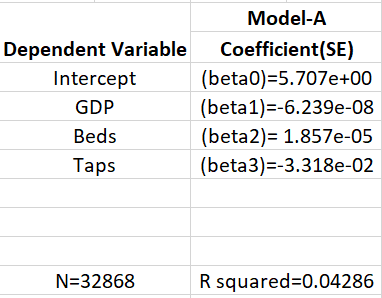 Model-A
Dependent Variable Coefficient(SE)
Intercept (beta0)=5.707e+00
GDP (beta1)=-6.239e-08
Beds (beta2)= 1.857e-05
Taps (beta3)=-3.318e-02
N=32868 R squared=0.04286